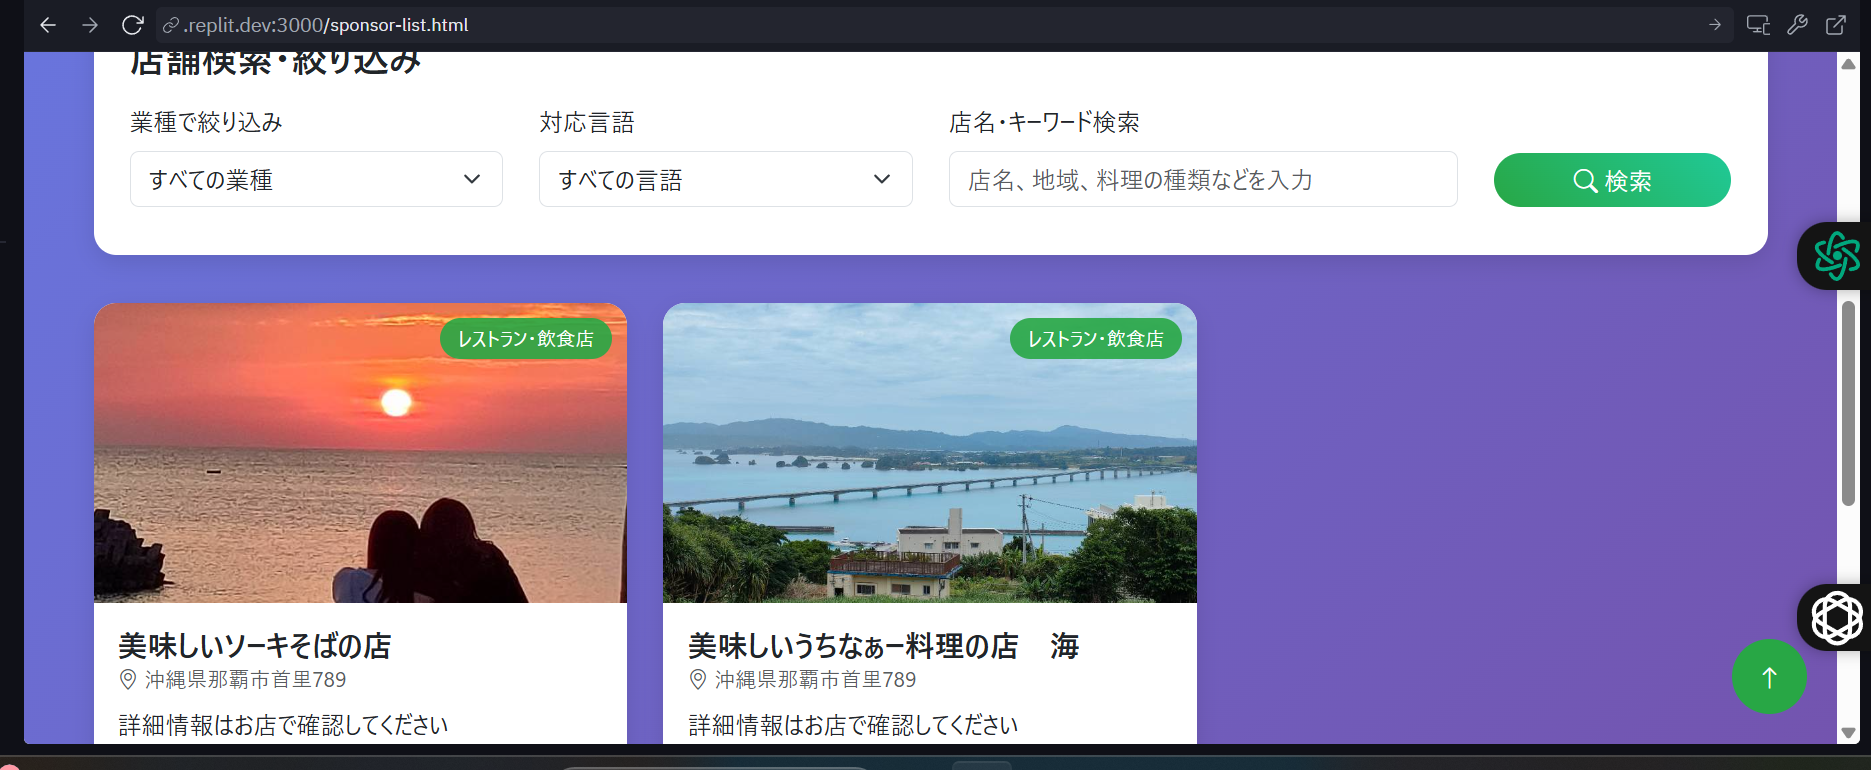 .replit.dev:3000/sponsor-list.html
店舗検索・絞り込み
業種で絞り込み
対応言語
店名・キーワード検索
すべての業種
すべての言語
店名、地域、料理の種類などを入力
検索
レストラン・飲食店
レストラン・飲食店
美味しいソーキそばの店
沖縄県那覇市首里789
詳細情報はお店で確認してください
美味しいうちなぁー料理の店　海
沖縄県那覇市首里789
詳細情報はお店で確認してください